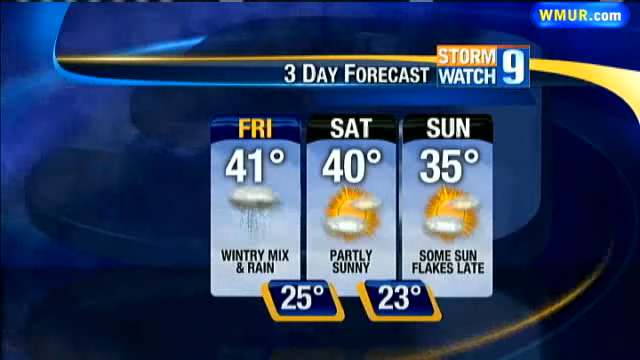 WMUR.com
3 DAY FORECAST STORM WATCH 9
FRI
41°
WINTRY MIX
& RAIN
SAT
40°
PARTLY
SUNNY
SUN
35°
SOME SUN
FLAKES LATE
25°
23°